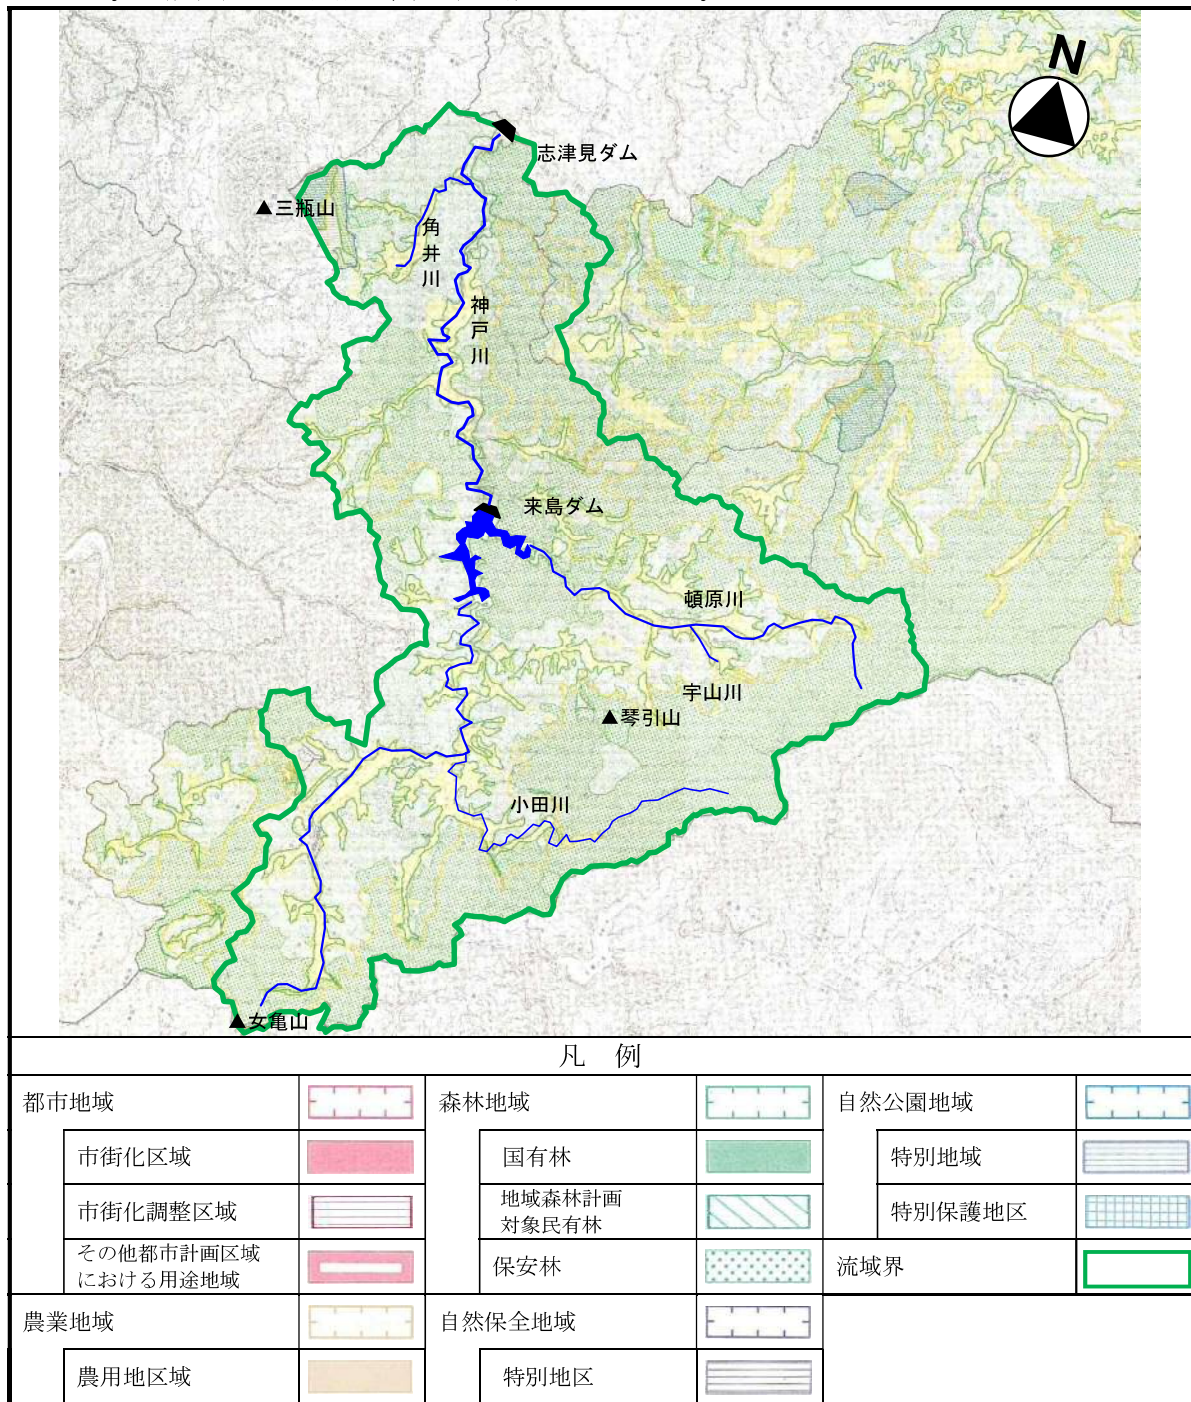 N
志津見ダム
▲三瓶山
角井川
神戸川
来島ダム
頓原川
宇山川
▲琴引山
小田川
▲女亀山
凡 例
都市地域
森林地域
自然公園地域
市街化区域
国有林
特別地域
市街化調整区域
地域森林計画
対象民有林
特別保護地区
その他都市計画区域
における用途地域
保安林
流域界
農業地域
自然保全地域
農用地区域
特別地区